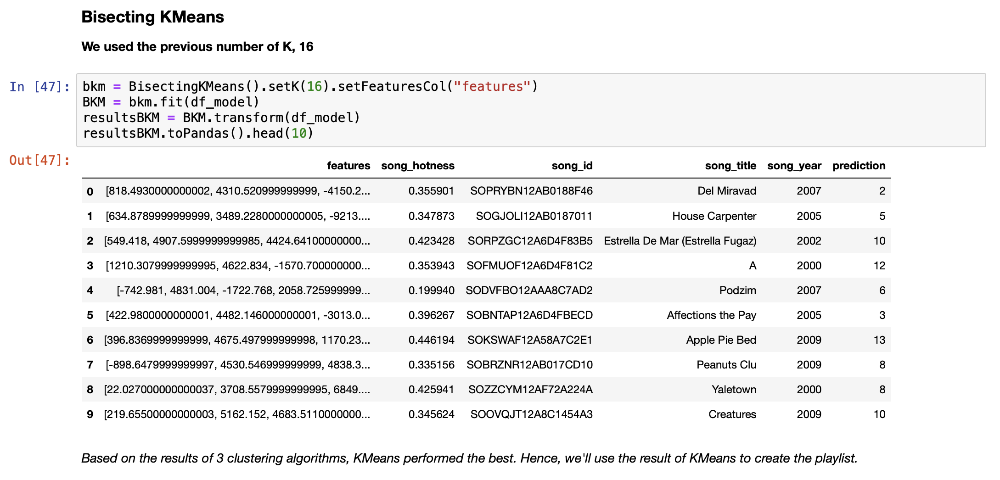 Bisecting KMeans
We used the previous number of K, 16
In [47]: bkm = BisectingKMeans().setK(16).setFeaturesCol("features")
BKM = bkm.fit(df_model)
resultsBKM = BKM.transform(df_model)
resultsBKM.toPandas().head(10)
Out[47]:
features song_hotness song_id song_title song_year prediction
0 [818.4930000000002, 4310.520999999999, -4150.2... 0.355901 SOPRYBN12AB0188F46 Del Miravad 2007 2
1 [634.8789999999999, 3489.2280000000005, -9213.... 0.347873 SOGJOLI12AB0187011 House Carpenter 2005 5
2 [549.418, 4907.5999999999985, 4424.64100000000... 0.423428 SORPZGC12A6D4F83B5 Estrella De Mar (Estrella Fugaz) 2002 10
3 [1210.3079999999995, 4622.834, -1570.700000000... 0.353943 SOFMUOF12A6D4F81C2 A 2000 12
4 [-742.981, 4831.004, -1722.768, 2058.725999999... 0.199940 SODVFBO12AAA8C7AD2 Podzim 2007 6
5 [422.9800000000001, 4482.146000000001, -3013.0... 0.396267 SOBNTAP12A6D4FBECD Affections the Pay 2005 3
6 [396.8369999999999, 4675.497999999998, 1170.23... 0.446194 SOKSWAF12A58A7C2E1 Apple Pie Bed 2009 13
7 [-898.6479999999997, 4530.546999999999, 4838.3... 0.335156 SOBRZNR12AB017CD10 Peanuts Clu 2009 8
8 [22.027000000000037, 3708.5579999999995, 6849.... 0.425941 SOZZCYM12AF72A224A Yaletown 2000 8
9 [219.65500000000003, 5162.152, 4683.5110000000... 0.345624 SOOVQJT12A8C1454A3 Creatures 2009 10
Based on the results of 3 clustering algorithms, KMeans performed the best. Hence, we'll use the result of KMeans to create the playlist.